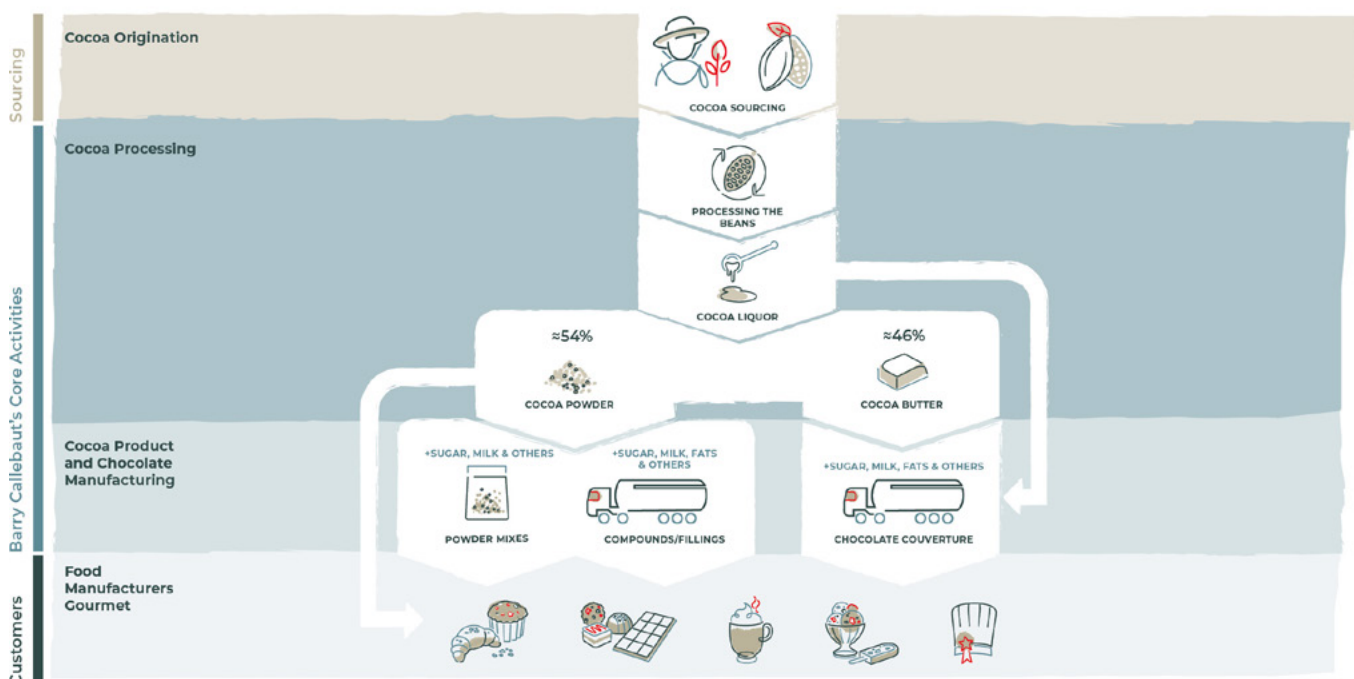 Sourcing
Cocoa Origination
COCOA SOURCING
Barry Callebaut's Core Activities
Cocoa Processing
PROCESSING THE
BEANS
COCOA LIQUOR
≈54%
COCOA POWDER
≈46%
COCOA BUTTER
Cocoa Product
and Chocolate
Manufacturing
+SUGAR, MILK & OTHERS
POWDER MIXES
+SUGAR, MILK, FATS
& OTHERS
COMPOUNDS/FILLINGS
+SUGAR, MILK, FATS & OTHERS
CHOCOLATE COUVERTURE
Customers
Food
Manufacturers
Gourmet